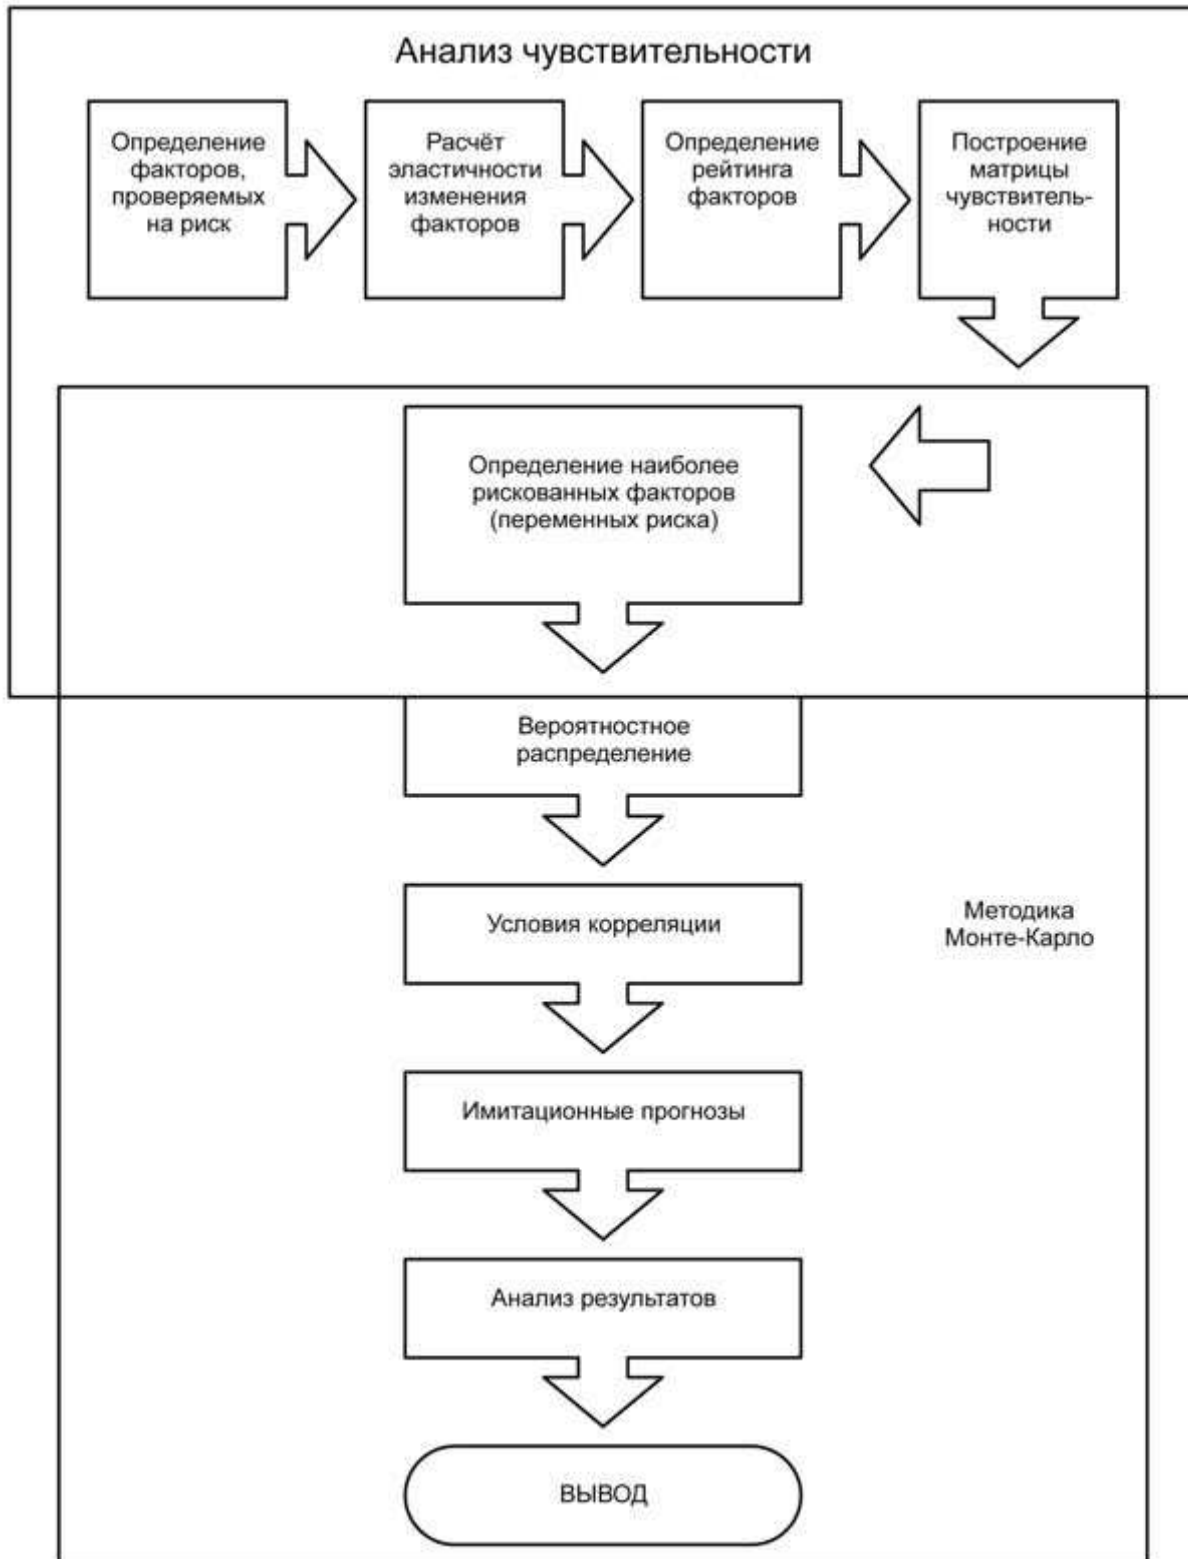 Анализ чувствительности
Определение
факторов,
проверяемых
на риск
Расчёт
эластичности
изменения
факторов
Определение
рейтинга
факторов
Построение
матрицы
чувствитель-
ности
Определение наиболее
рискованных факторов
(переменных риска)
Вероятностное
распределение
Условия корреляции
Методика
Монте-Карло
Имитационные прогнозы
Анализ результатов
ВЫВОД